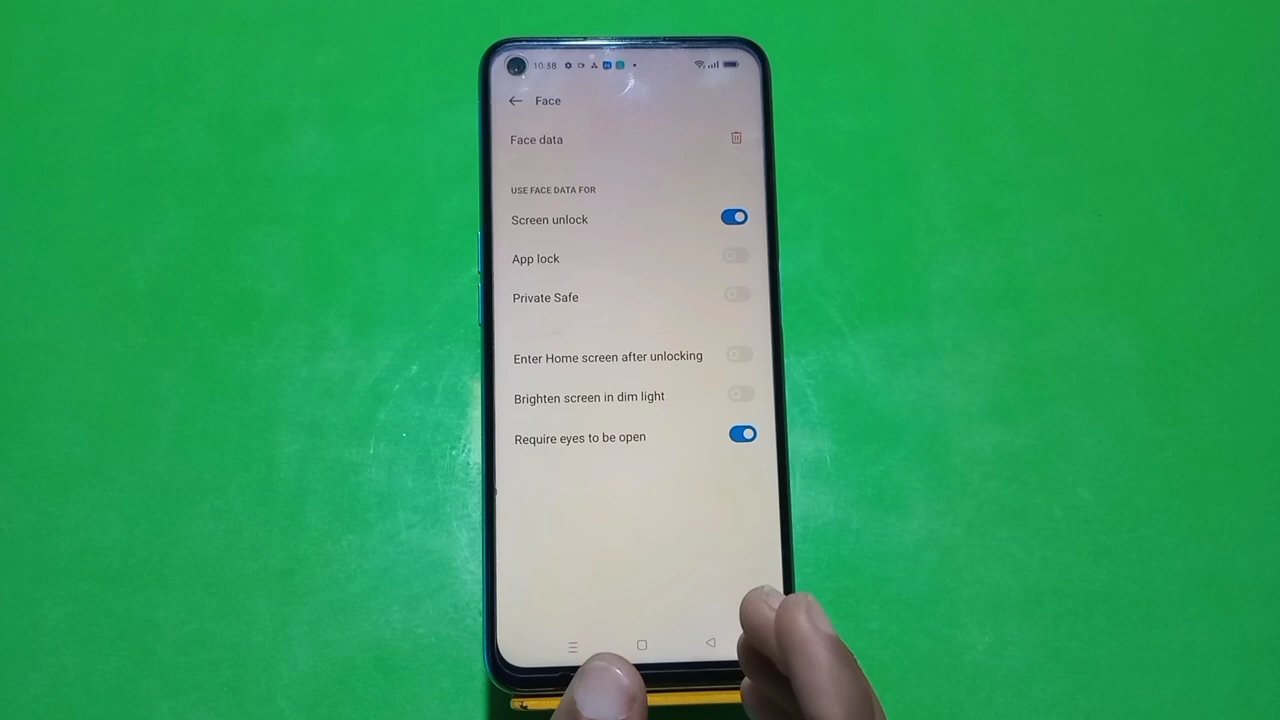 10:38
Face
Face data
USE FACE DATA FOR
Screen unlock
App lock
Private Safe
Enter Home screen after unlocking
Brighten screen in dim light
Require eyes to be open